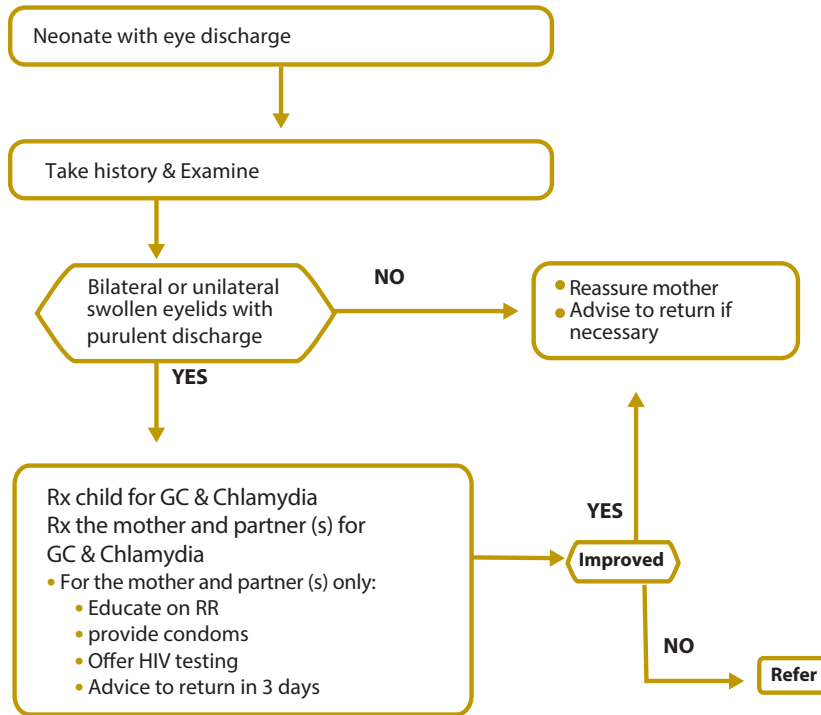 Neonate with eye discharge
Take history & Examine
Bilateral or unilateral
swollen eyelids with
purulent discharge
NO
• Reassure mother
• Advise to return if
necessary
YES
Rx child for GC & Chlamydia
Rx the mother and partner (s) for
GC & Chlamydia
• For the mother and partner (s) only:
• Educate on RR
• provide condoms
• Offer HIV testing
• Advice to return in 3 days
YES
Improved
NO
Refer